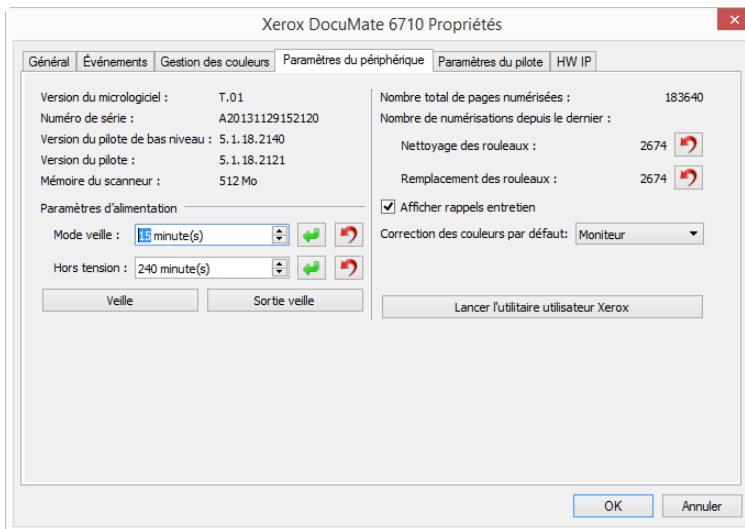 Xerox DocuMate 6710 Propriétés
Général Événements Gestion des couleurs Paramètres du périphérique Paramètres du pilote HW IP
Version du micrologiciel : T.01
Numéro de série : A20131129152120
Version du pilote de bas niveau : 5.1.18.2140
Version du pilote : 5.1.18.2121
Mémoire du scanneur : 512 Mo
Paramètres d'alimentation
Mode veille : 15 minute(s)
Hors tension : 240 minute(s)
Veille Sortie veille
Nombre total de pages numérisées : 183640
Nombre de numérisations depuis le dernier :
Nettoyage des rouleaux : 2674
Remplacement des rouleaux : 2674
Afficher rappels entretien
Correction des couleurs par défaut: Moniteur
Lancer l'utilitaire utilisateur Xerox
OK Annuler